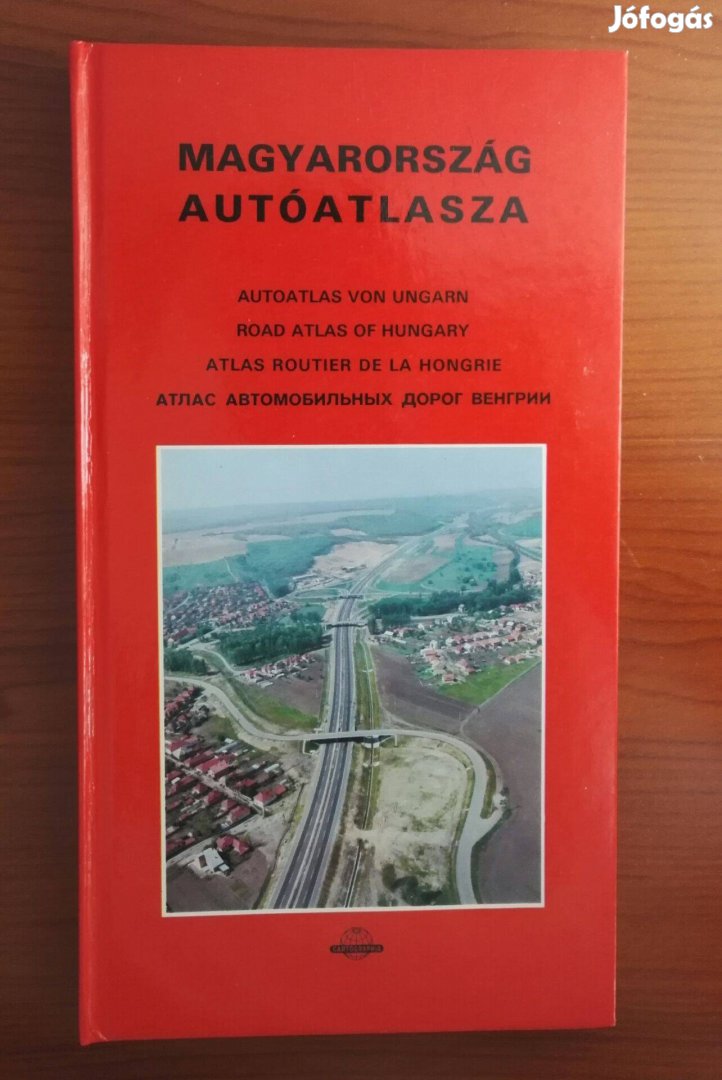 Jófogás
MAGYARORSZÁG
AUTÓATLASZA
AUTOATLAS VON UNGARN
ROAD ATLAS OF HUNGARY
ATLAS ROUTIER DE LA HONGRIE
АТЛАС АВТОМОБИЛЬНЫХ ДОРОГ ВЕНГРИИ
CARTOGRAPHIA